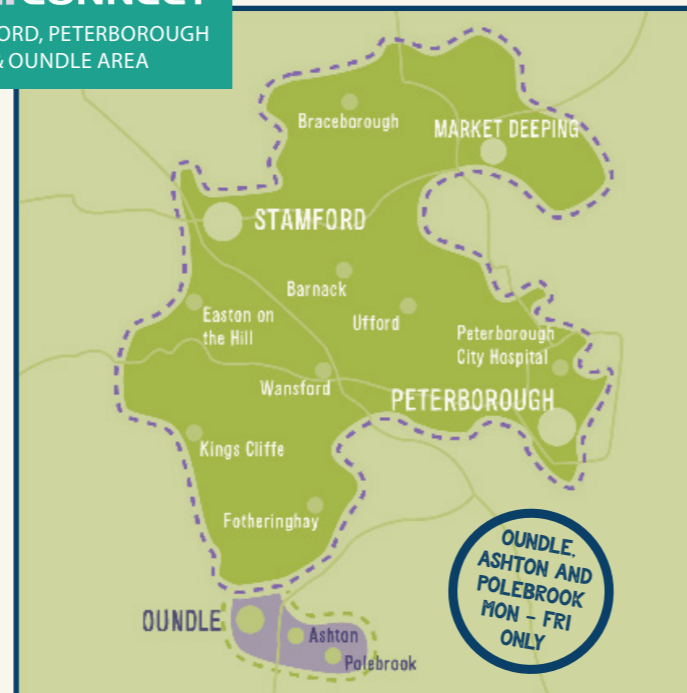 CONNECT
PETERBOROUGH
& OUNDLE AREA
Braceborough
MARKET DEEPING
STAMFORD
Barnack
Easton on
the Hill
Ufford
Peterborough
City Hospital
Wansford
PETERBOROUGH
Kings Cliffe
Fotheringhay
OUNDLE,
ASHTON AND
POLEBROOK
MON – FRI
ONLY
OUNDLE
Ashton
Polebrook